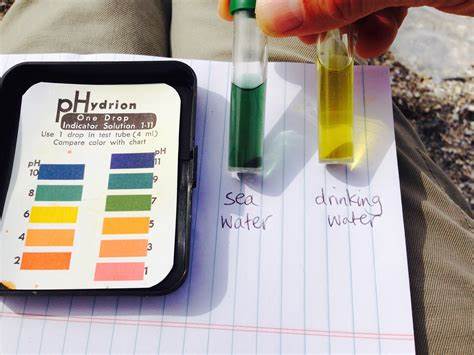 pHydrion
One Drop
Indicator Solution 1-11
Use 1 drop in test tube (4 ml)
Compare color with chart
pH
pH
11
10
9
8
7
6
5
4
3
2
1
sea
water
drinking
water